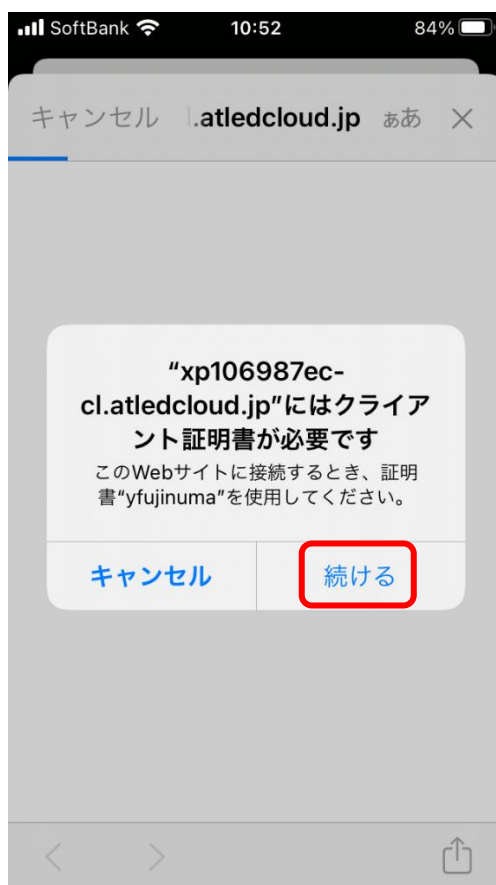 SoftBank 10:52 84%
キャンセル l.atledcloud.jp ぁあ
“xp106987ec-
cl.atledcloud.jp”にはクライア
ント証明書が必要です
このWebサイトに接続するとき、証明
書“yfujinuma”を使用してください。
キャンセル 続ける